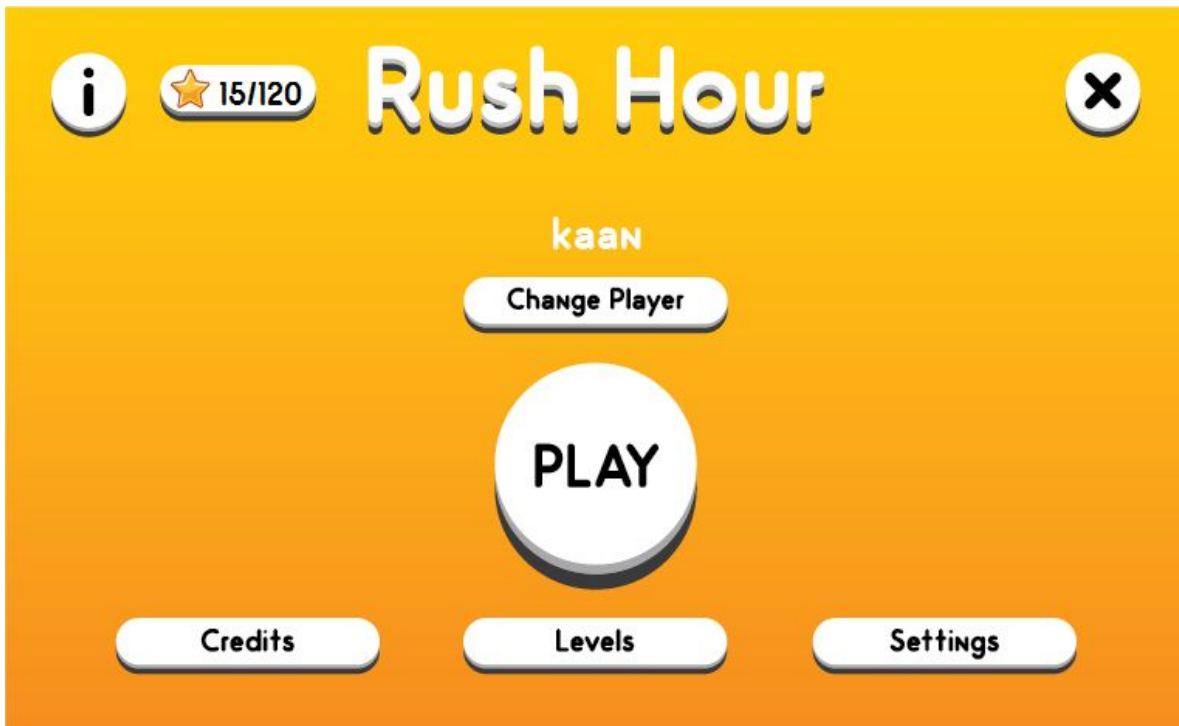 i
15/120
Rush Hour
X
kaan
Change Player
PLAY
Credits
Levels
Settings